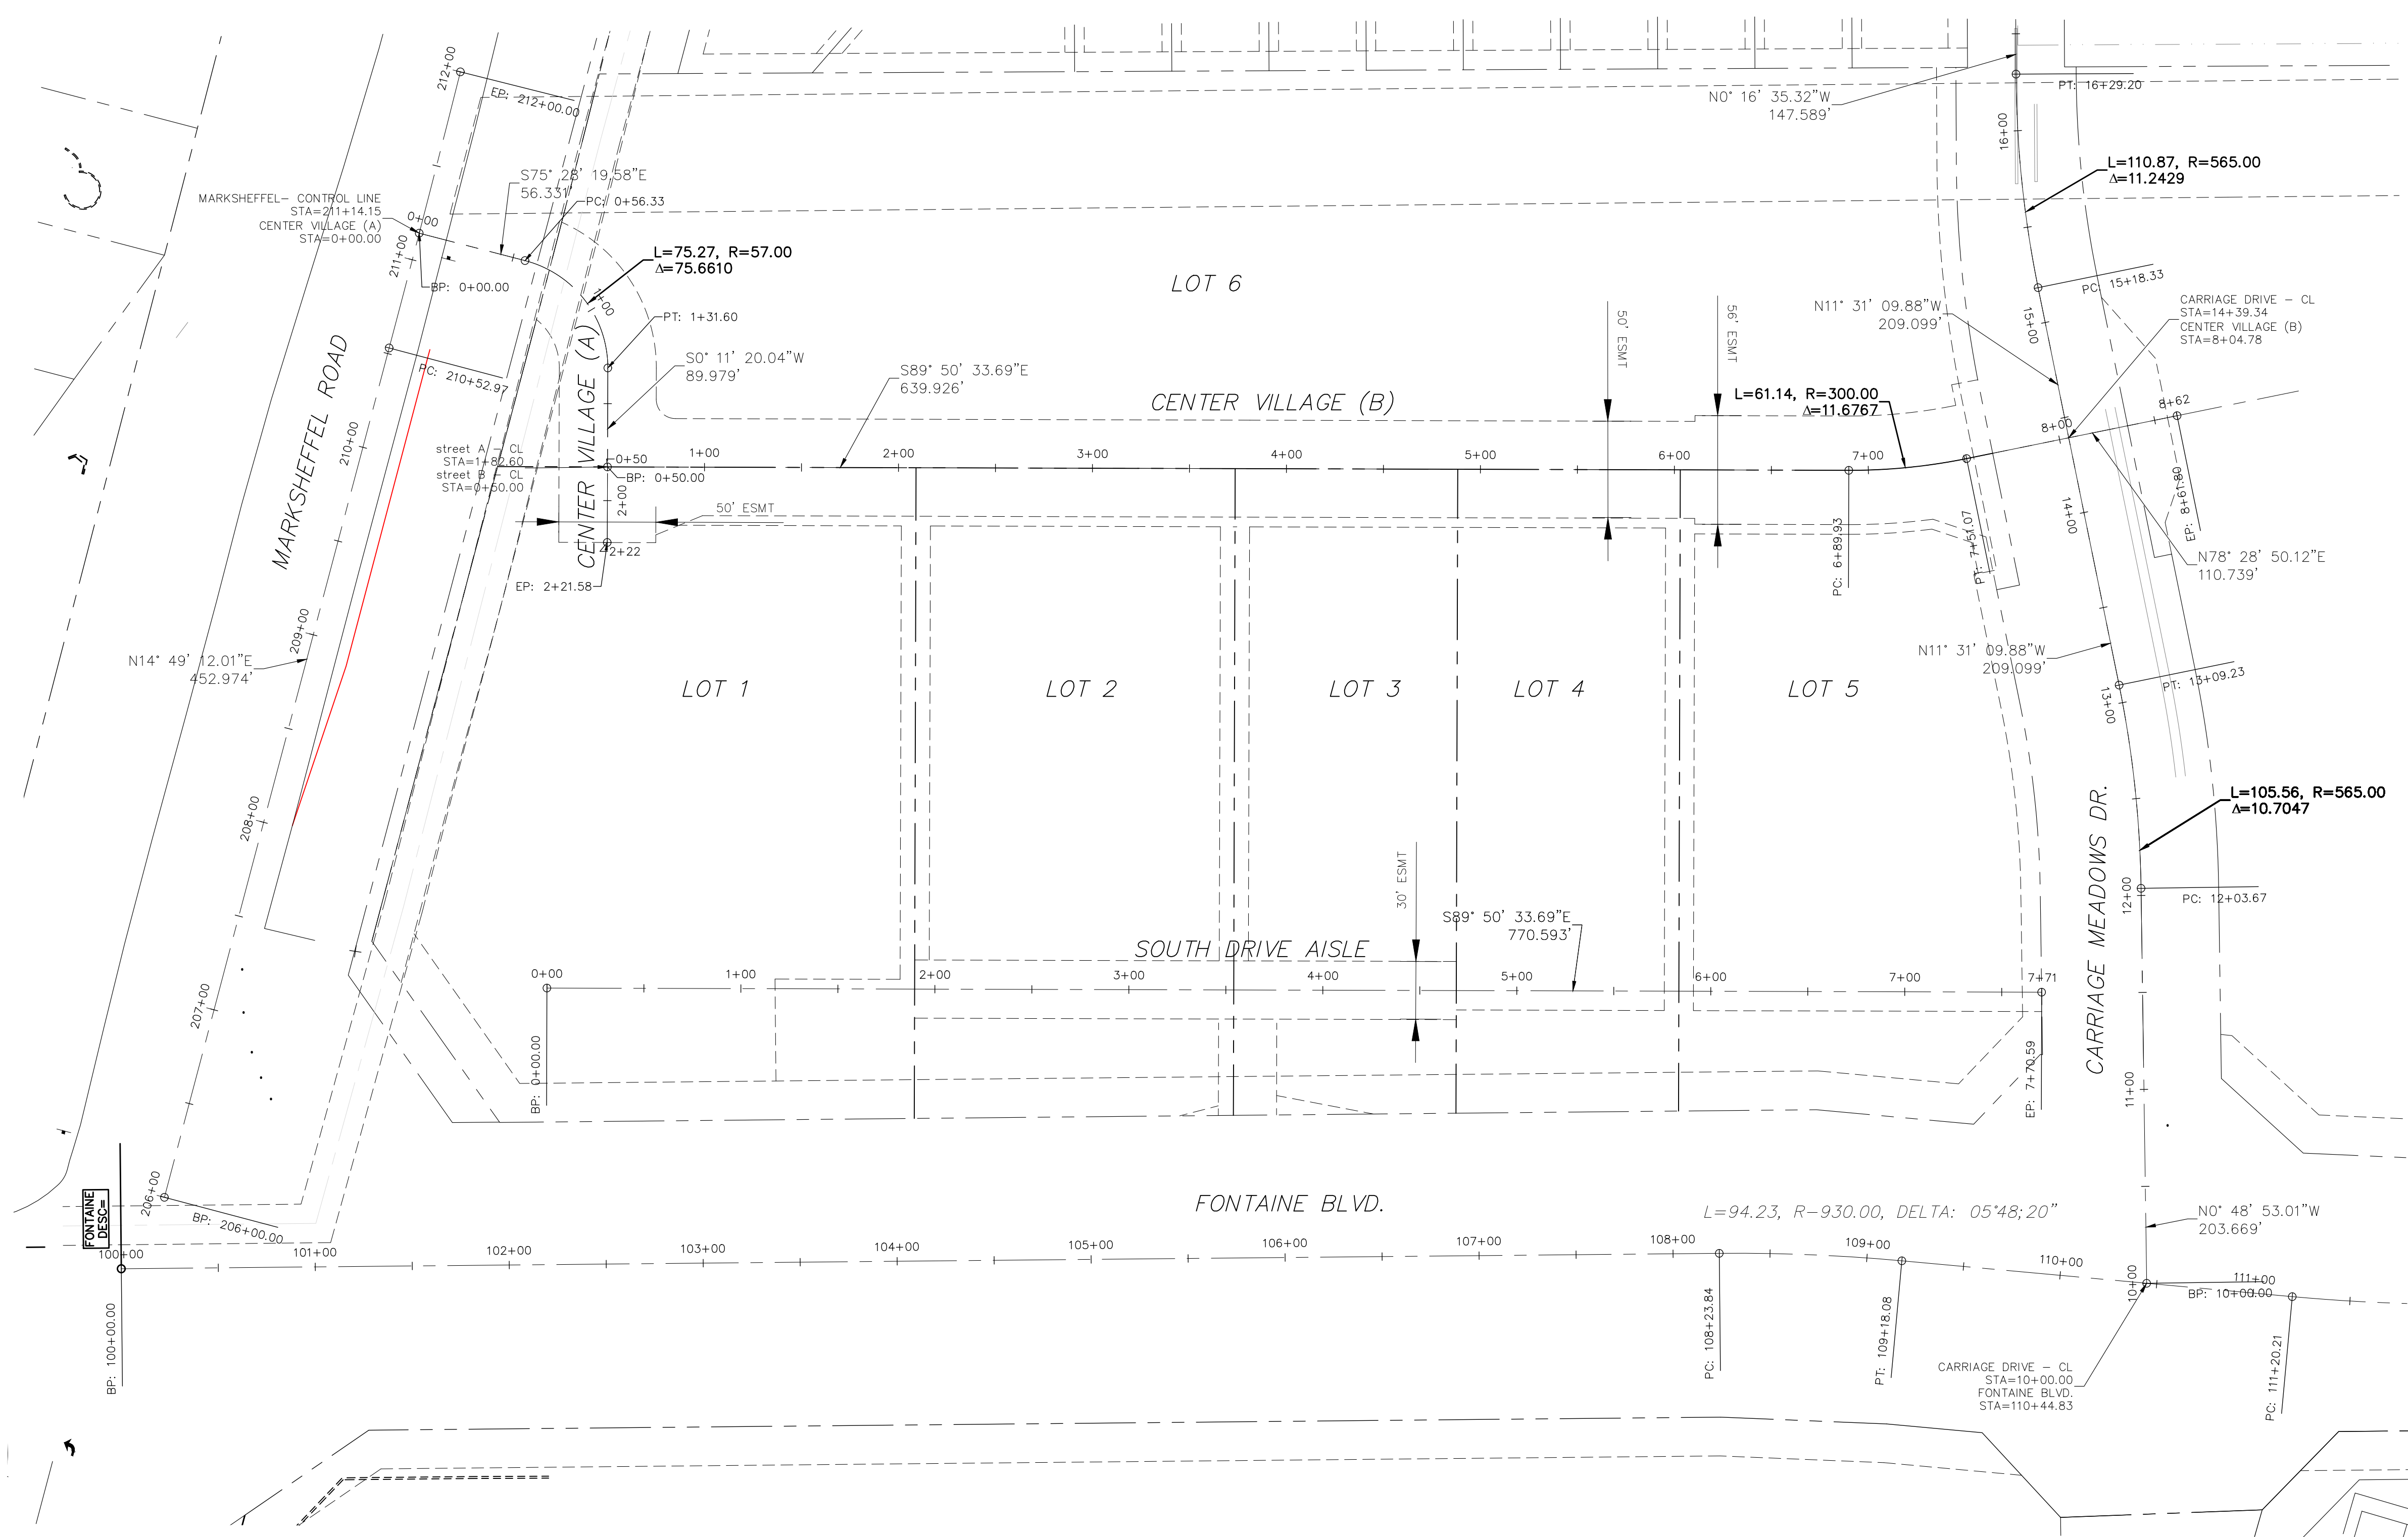 212+00
EP: 212+00.00
N0° 16' 35.32"W
147.589'
PT: 16+29.20
16+00
L=110.87, R=565.00
Δ=11.2429
S75° 28' 19.58"E
56.331'
MARKSHEFFEL- CONTROL LINE
STA=211+14.15
CENTER VILLAGE (A)
STA=0+00.00
0+00
PC: 0+56.33
211+00
L=75.27, R=57.00
Δ=75.6610
BP: 0+00.00
1+00
LOT 6
PC: 15+18.33
N11° 31' 09.88"W
209.099'
CARRIAGE DRIVE - CL
STA=14+39.34
CENTER VILLAGE (B)
STA=8+04.78
15+00
PT: 1+31.60
50' ESMT
56' ESMT
MARKSHEFFEL ROAD
PC: 210+52.97
CENTER VILLAGE (A)
S0° 11' 20.04"W
89.979'
S89° 50' 33.69"E
639.926'
CENTER VILLAGE (B)
L=61.14, R=300.00
Δ=11.6767
8+62
8+00
210+00
street A - CL
STA=1+82.60
street B - CL
STA=0+50.00
0+50
1+00
2+00
3+00
4+00
5+00
6+00
7+00
BP: 0+50.00
2+00
50' ESMT
2+22
EP: 2+21.58
PC: 6+89.93
PT: 7+51.07
14+00
EP: 8+61.80
N78° 28' 50.12"E
110.739'
209+00
N14° 49' 12.01"E
452.974'
LOT 1
LOT 2
LOT 3
LOT 4
LOT 5
N11° 31' 09.88"W
209.099'
PT: 13+09.23
13+00
208+00
L=105.56, R=565.00
Δ=10.7047
CARRIAGE MEADOWS DR.
30' ESMT
12+00
PC: 12+03.67
S89° 50' 33.69"E
770.593'
SOUTH DRIVE AISLE
0+00
1+00
2+00
3+00
4+00
5+00
6+00
7+00
7+71
207+00
BP: 0+00.00
EP: 7+70.59
11+00
206+00
BP: 206+00.00
FONTAINE
DESC=
FONTAINE BLVD.
L=94.23, R-930.00, DELTA: 05°48;20"
N0° 48' 53.01"W
203.669'
100+00
101+00
102+00
103+00
104+00
105+00
106+00
107+00
108+00
109+00
110+00
10+00
111+00
BP: 10+00.00
BP: 100+00.00
PC: 108+23.84
PT: 109+18.08
CARRIAGE DRIVE - CL
STA=10+00.00
FONTAINE BLVD.
STA=110+44.83
PC: 111+20.21